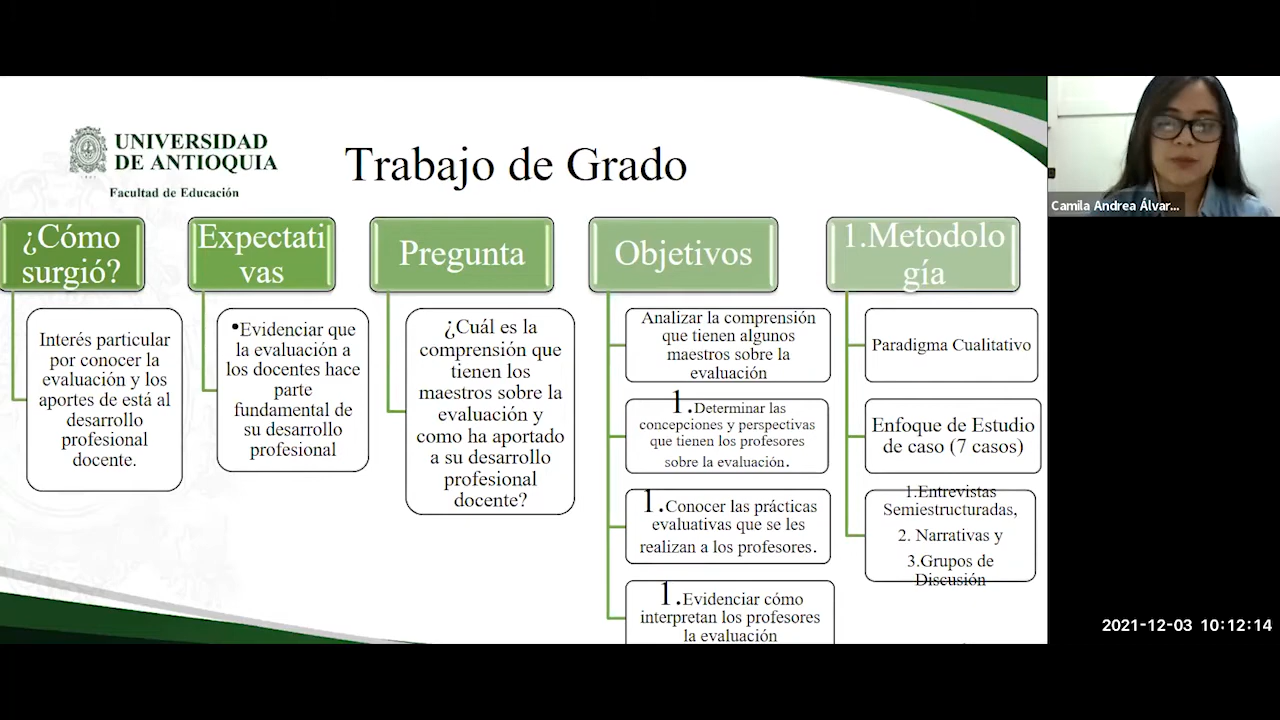 UNIVERSIDAD
DE ANTIOQUIA
1803
Facultad de Educación
Trabajo de Grado
¿Cómo
surgió?
Interés particular
por conocer la
evaluación y los
aportes de está al
desarrollo
profesional
docente.
Expectati
vas
•Evidenciar que
la evaluación a
los docentes hace
parte
fundamental de
su desarrollo
profesional
Pregunta
¿Cuál es la
comprensión que
tienen los
maestros sobre la
evaluación y
como ha aportado
a su desarrollo
profesional
docente?
Objetivos
Analizar la comprensión
que tienen algunos
maestros sobre la
evaluación
1.Determinar las
concepciones y perspectivas
que tienen los profesores
sobre la evaluación.
1.Conocer las prácticas
evaluativas que se les
realizan a los profesores.
1.Evidenciar cómo
interpretan los profesores
la evaluación
1.Metodolo
gía
Paradigma Cualitativo
Enfoque de Estudio
de caso (7 casos)
1.Entrevistas
Semiestructuradas,
2. Narrativas y
3.Grupos de
Discusión
Camila Andrea Álvar...
2021-12-03 10:12:14